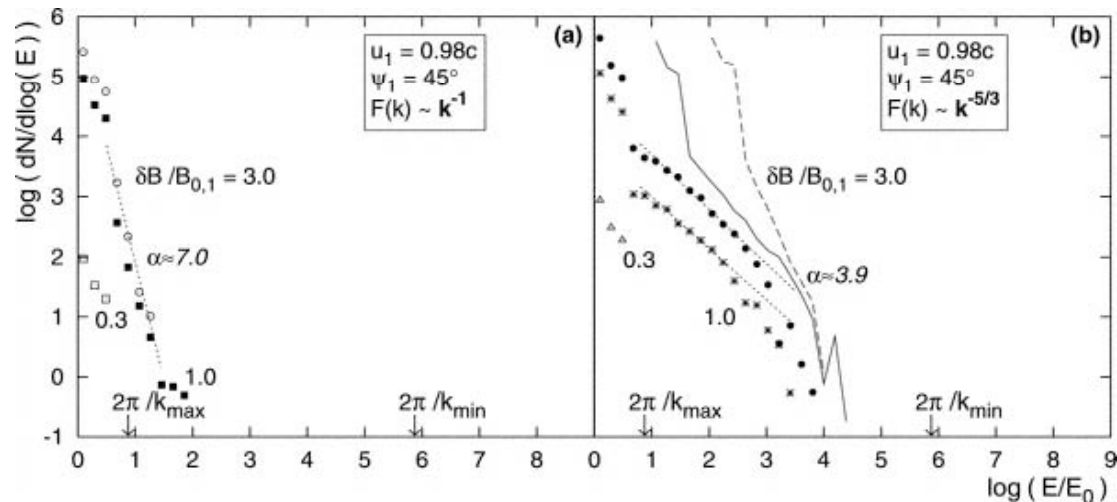 log ( dN/dlog( E ) )
6
5
4
3
2
1
0
-1
(a)
u₁ = 0.98c
ψ₁ = 45°
F(k) ~ k⁻¹
δB /B₀,₁ = 3.0
α≈7.0
0.3
1.0
2π /kmax
2π /kmin
0 1 2 3 4 5 6 7 8
(b)
u₁ = 0.98c
ψ₁ = 45°
F(k) ~ k⁻⁵/³
δB /B₀,₁ = 3.0
0.3
α≈3.9
1.0
2π /kmax
2π /kmin
0 1 2 3 4 5 6 7 8 9
log ( E/E₀ )